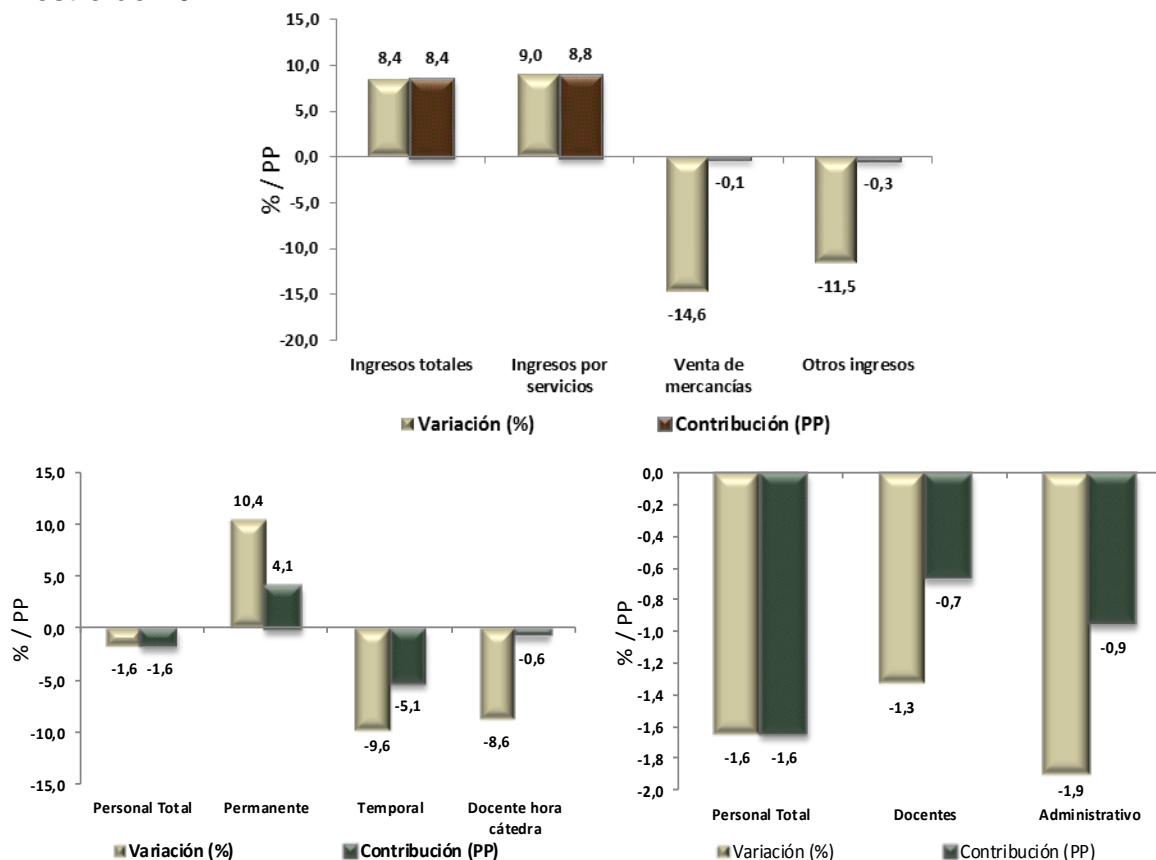 15,0
10,0
5,0
0,0
-5,0
-10,0
-15,0
-20,0
% / PP
8,4 8,4 9,0 8,8
-0,1 -0,3
-14,6 -11,5
Ingresos totales
Ingresos por
servicios
Venta de
mercancías
Otros ingresos
Variación (%) Contribución (PP)
15,0
10,0
5,0
0,0
-5,0
-10,0
-15,0
% / PP
10,4
4,1
-1,6 -1,6
-9,6 -5,1
-8,6 -0,6
Personal Total
Permanente
Temporal
Docente hora
cátedra
Variación (%) Contribución (PP)
0,0
-0,2
-0,4
-0,6
-0,8
-1,0
-1,2
-1,4
-1,6
-1,8
-2,0
% / PP
-1,6 -1,6
-1,3 -0,7
-1,9 -0,9
Personal Total
Docentes
Administrativo
Variación (%) Contribución (PP)